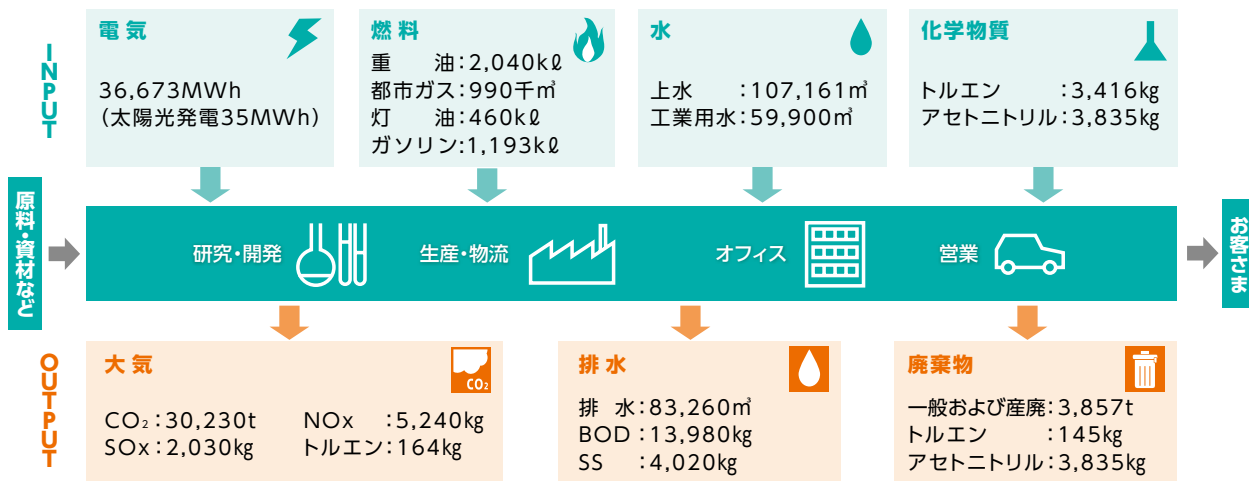 INPUT
電気
36,673MWh
(太陽光発電35MWh)
燃料
重　油:2,040kℓ
都市ガス:990千㎥
灯　油:460kℓ
ガソリン:1,193kℓ
水
上水　:107,161㎥
工業用水:59,900㎥
化学物質
トルエン　:3,416kg
アセトニトリル:3,835kg
原料・資材など
研究・開発
生産・物流
オフィス
営業
お客さま
OUTPUT
大気
CO₂
CO₂:30,230t　NOx　:5,240kg
SOx:2,030kg　トルエン:164kg
排水
排　水:83,260㎥
BOD:13,980kg
SS　:4,020kg
廃棄物
一般および産廃:3,857t
トルエン　:145kg
アセトニトリル:3,835kg